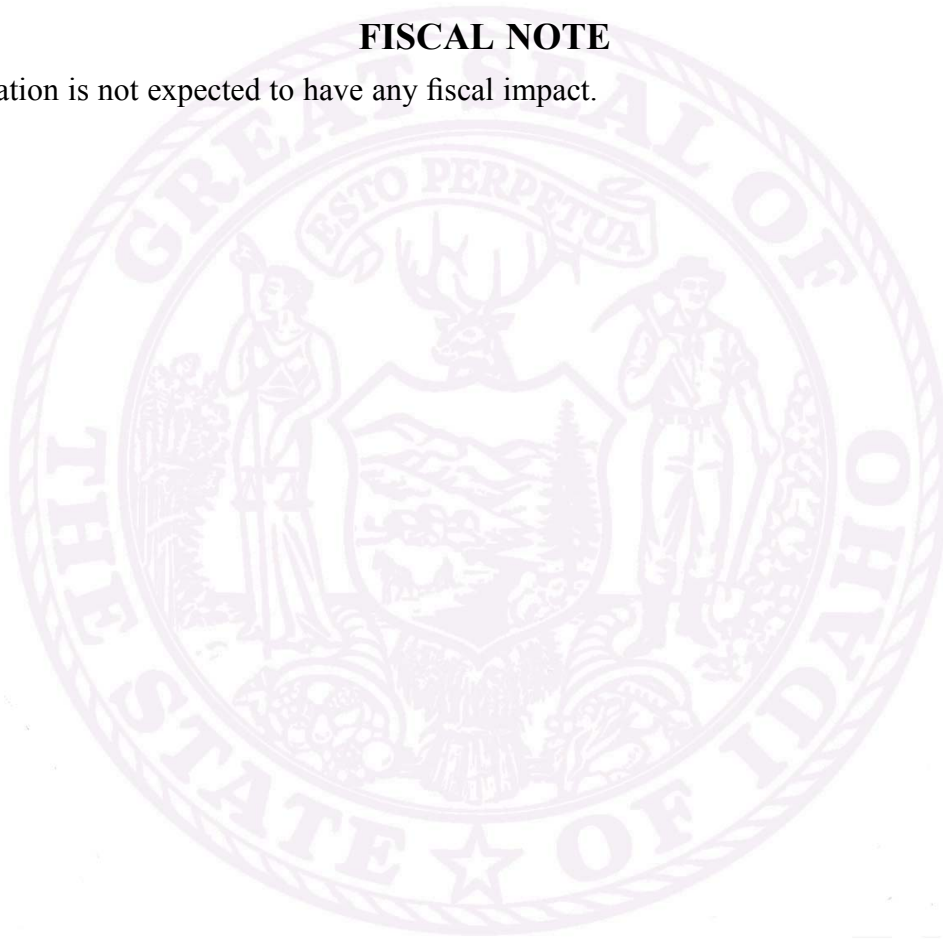 FISCAL NOTE
ation is not expected to have any fiscal impact.
GREAT SEAL OF
ESTO PERPETUA
THE STATE OF IDAHO